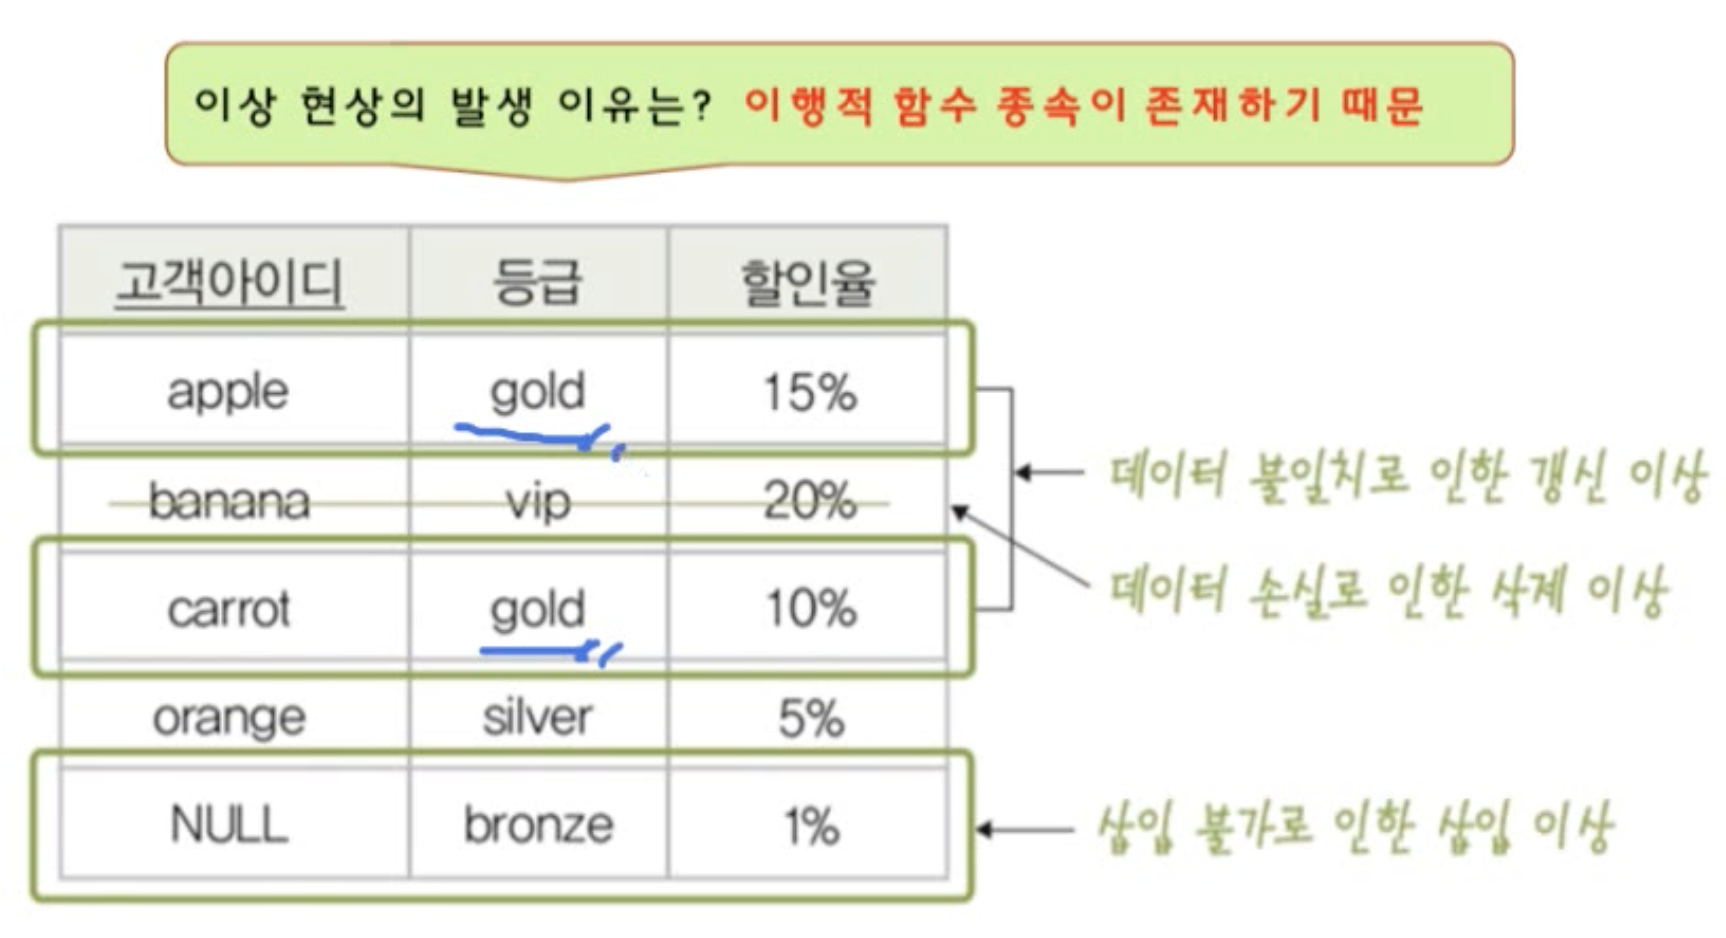 이상 현상의 발생 이유는? 이행적 함수 종속이 존재하기 때문
고객아이디 등급 할인율
apple gold 15%
banana vip 20%
carrot gold 10%
orange silver 5%
NULL bronze 1%
데이터 불일치로 인한 갱신 이상
데이터 손실로 인한 삭제 이상
삽입 불가로 인한 삽입 이상